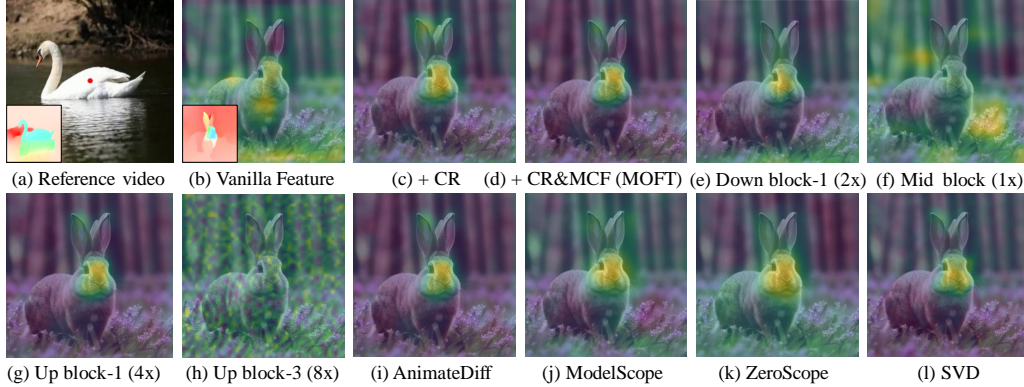 (a) Reference video
(b) Vanilla Feature
(c) + CR
(d) + CR&MCF (MOFT)
(e) Down block-1 (2x)
(f) Mid block (1x)
(g) Up block-1 (4x)
(h) Up block-3 (8x)
(i) AnimateDiff
(j) ModelScope
(k) ZeroScope
(l) SVD